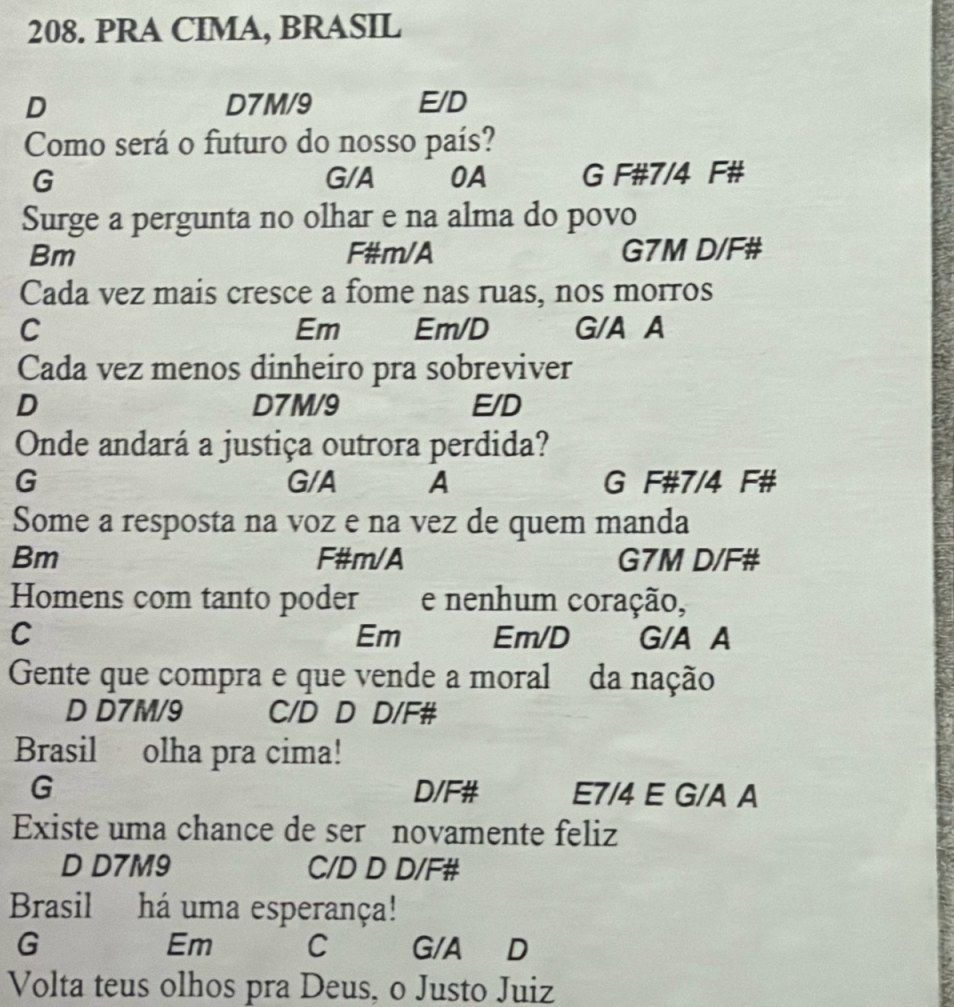 208. PRA CIMA, BRASIL
D D7M/9 E/D
Como será o futuro do nosso país?
G G/A 0A G F#7/4 F#
Surge a pergunta no olhar e na alma do povo
Bm F#m/A G7M D/F#
Cada vez mais cresce a fome nas ruas, nos morros
C Em Em/D G/A A
Cada vez menos dinheiro pra sobreviver
D D7M/9 E/D
Onde andará a justiça outrora perdida?
G G/A A G F#7/4 F#
Some a resposta na voz e na vez de quem manda
Bm F#m/A G7M D/F#
Homens com tanto poder e nenhum coração,
C Em Em/D G/A A
Gente que compra e que vende a moral da nação
D D7M/9 C/D D D/F#
Brasil olha pra cima!
G D/F# E7/4 E G/A A
Existe uma chance de ser novamente feliz
D D7M9 C/D D D/F#
Brasil há uma esperança!
G Em C G/A D
Volta teus olhos pra Deus, o Justo Juiz